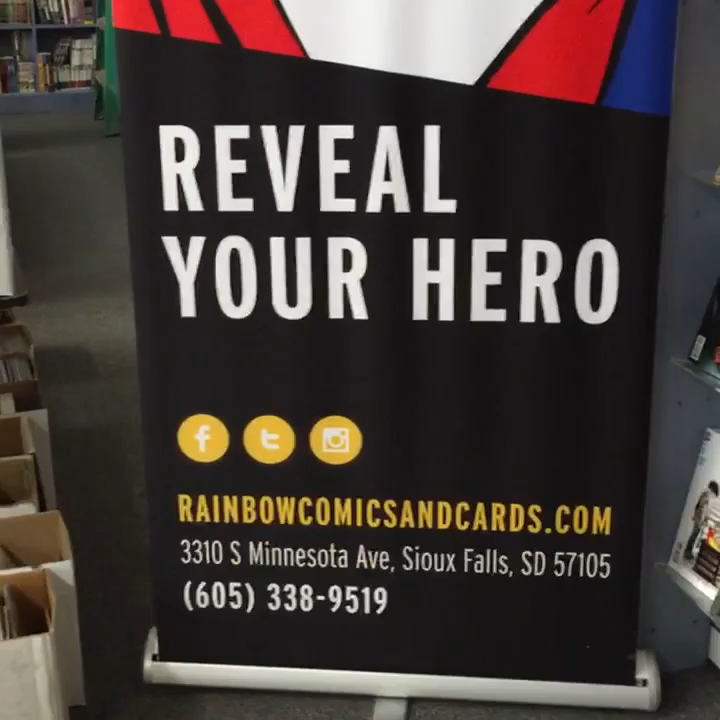 REVEAL
YOUR HERO
RAINBOWCOMICSANDCARDS.COM
3310 S Minnesota Ave, Sioux Falls, SD 57105
(605) 338-9519